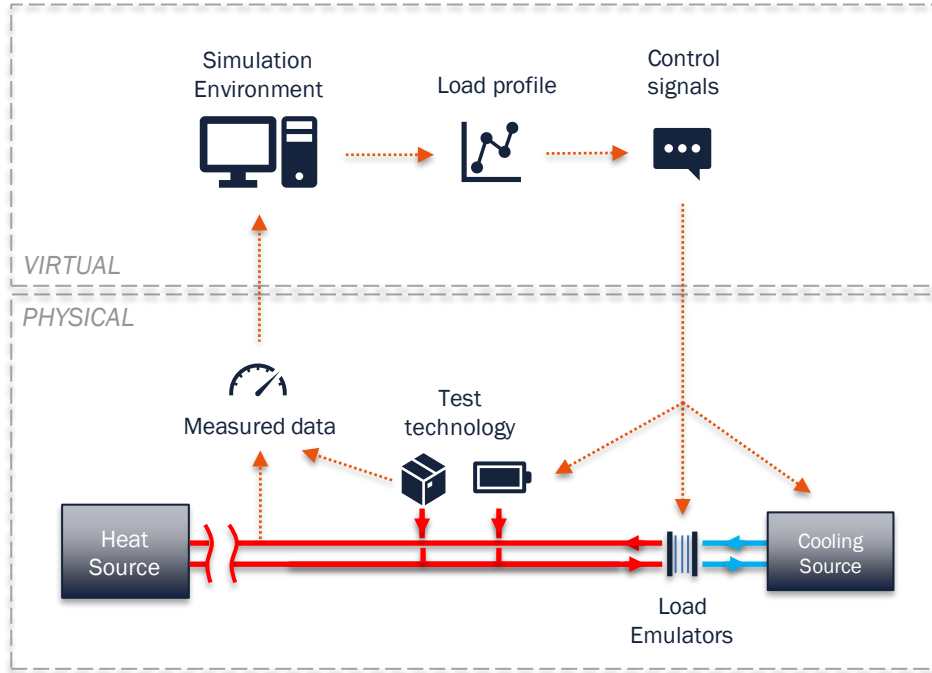 Simulation
Environment
Load profile
Control
signals
VIRTUAL
PHYSICAL
Measured data
Test
technology
Heat
Source
Cooling
Source
Load
Emulators